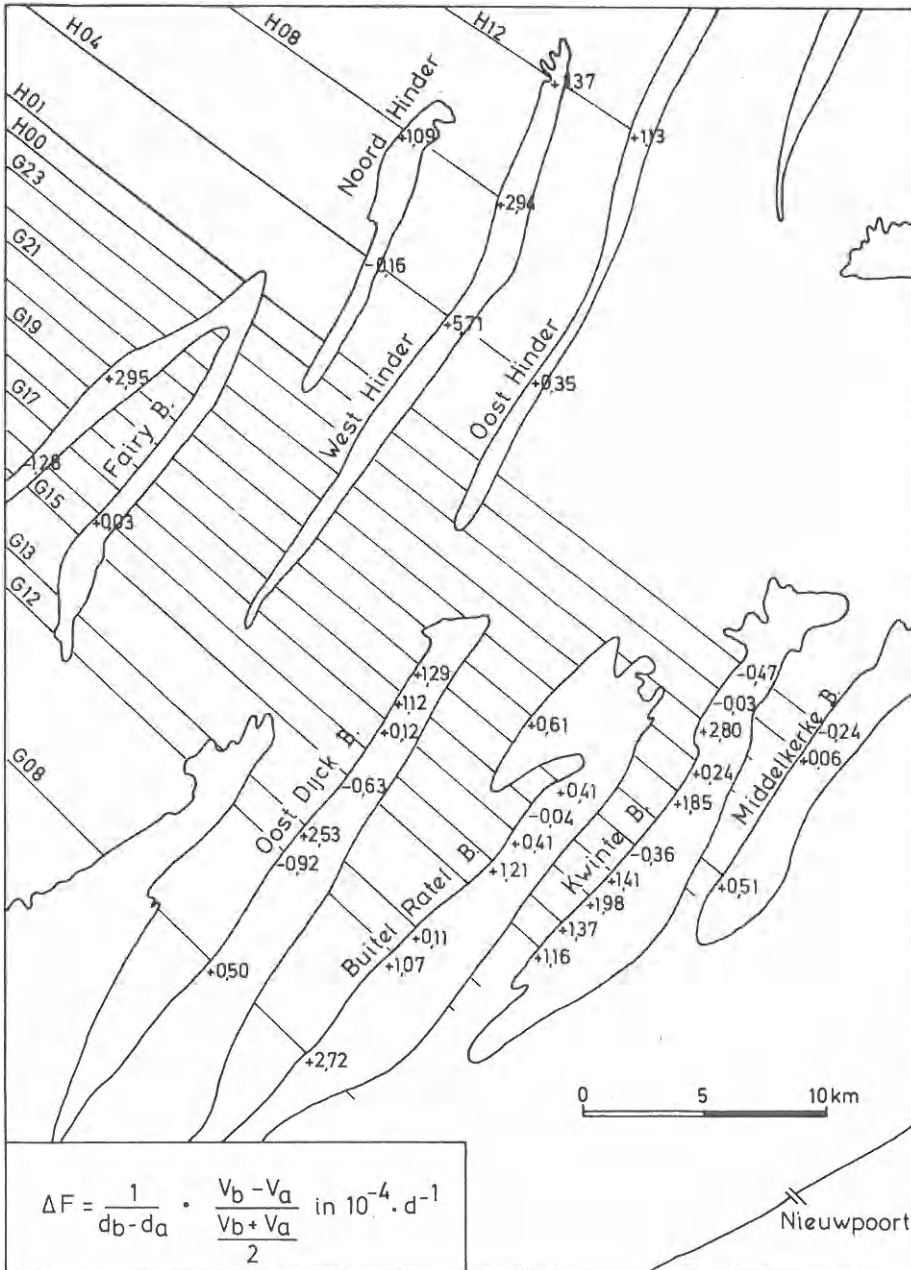 H04
H08
H12
H01
H00
G23
G21
G19
G17
G15
G13
G12
G08
Noord Hinder
+1,09
-0,16
West Hinder
+2,94
+5,71
Oost Hinder
+1,13
+0,35
Fairy B.
+2,95
-1,28
+0,03
Oost Dijck B.
+1,29
+1,12
+0,12
-0,63
+2,53
-0,92
+0,50
Buitel Ratel B.
+0,61
+0,41
-0,04
+0,41
+1,21
+0,11
+1,07
+2,72
Kwinte B.
-0,47
-0,03
+2,80
+0,24
+1,85
-0,36
+1,41
+1,98
+1,37
+1,16
Middelkerke B.
-0,24
+0,06
+0,51
0 5 10 km
Nieuwpoort
ΔF = 1 / (d_b - d_a) · (V_b - V_a) / ((V_b + V_a) / 2) in 10⁻⁴ . d⁻¹